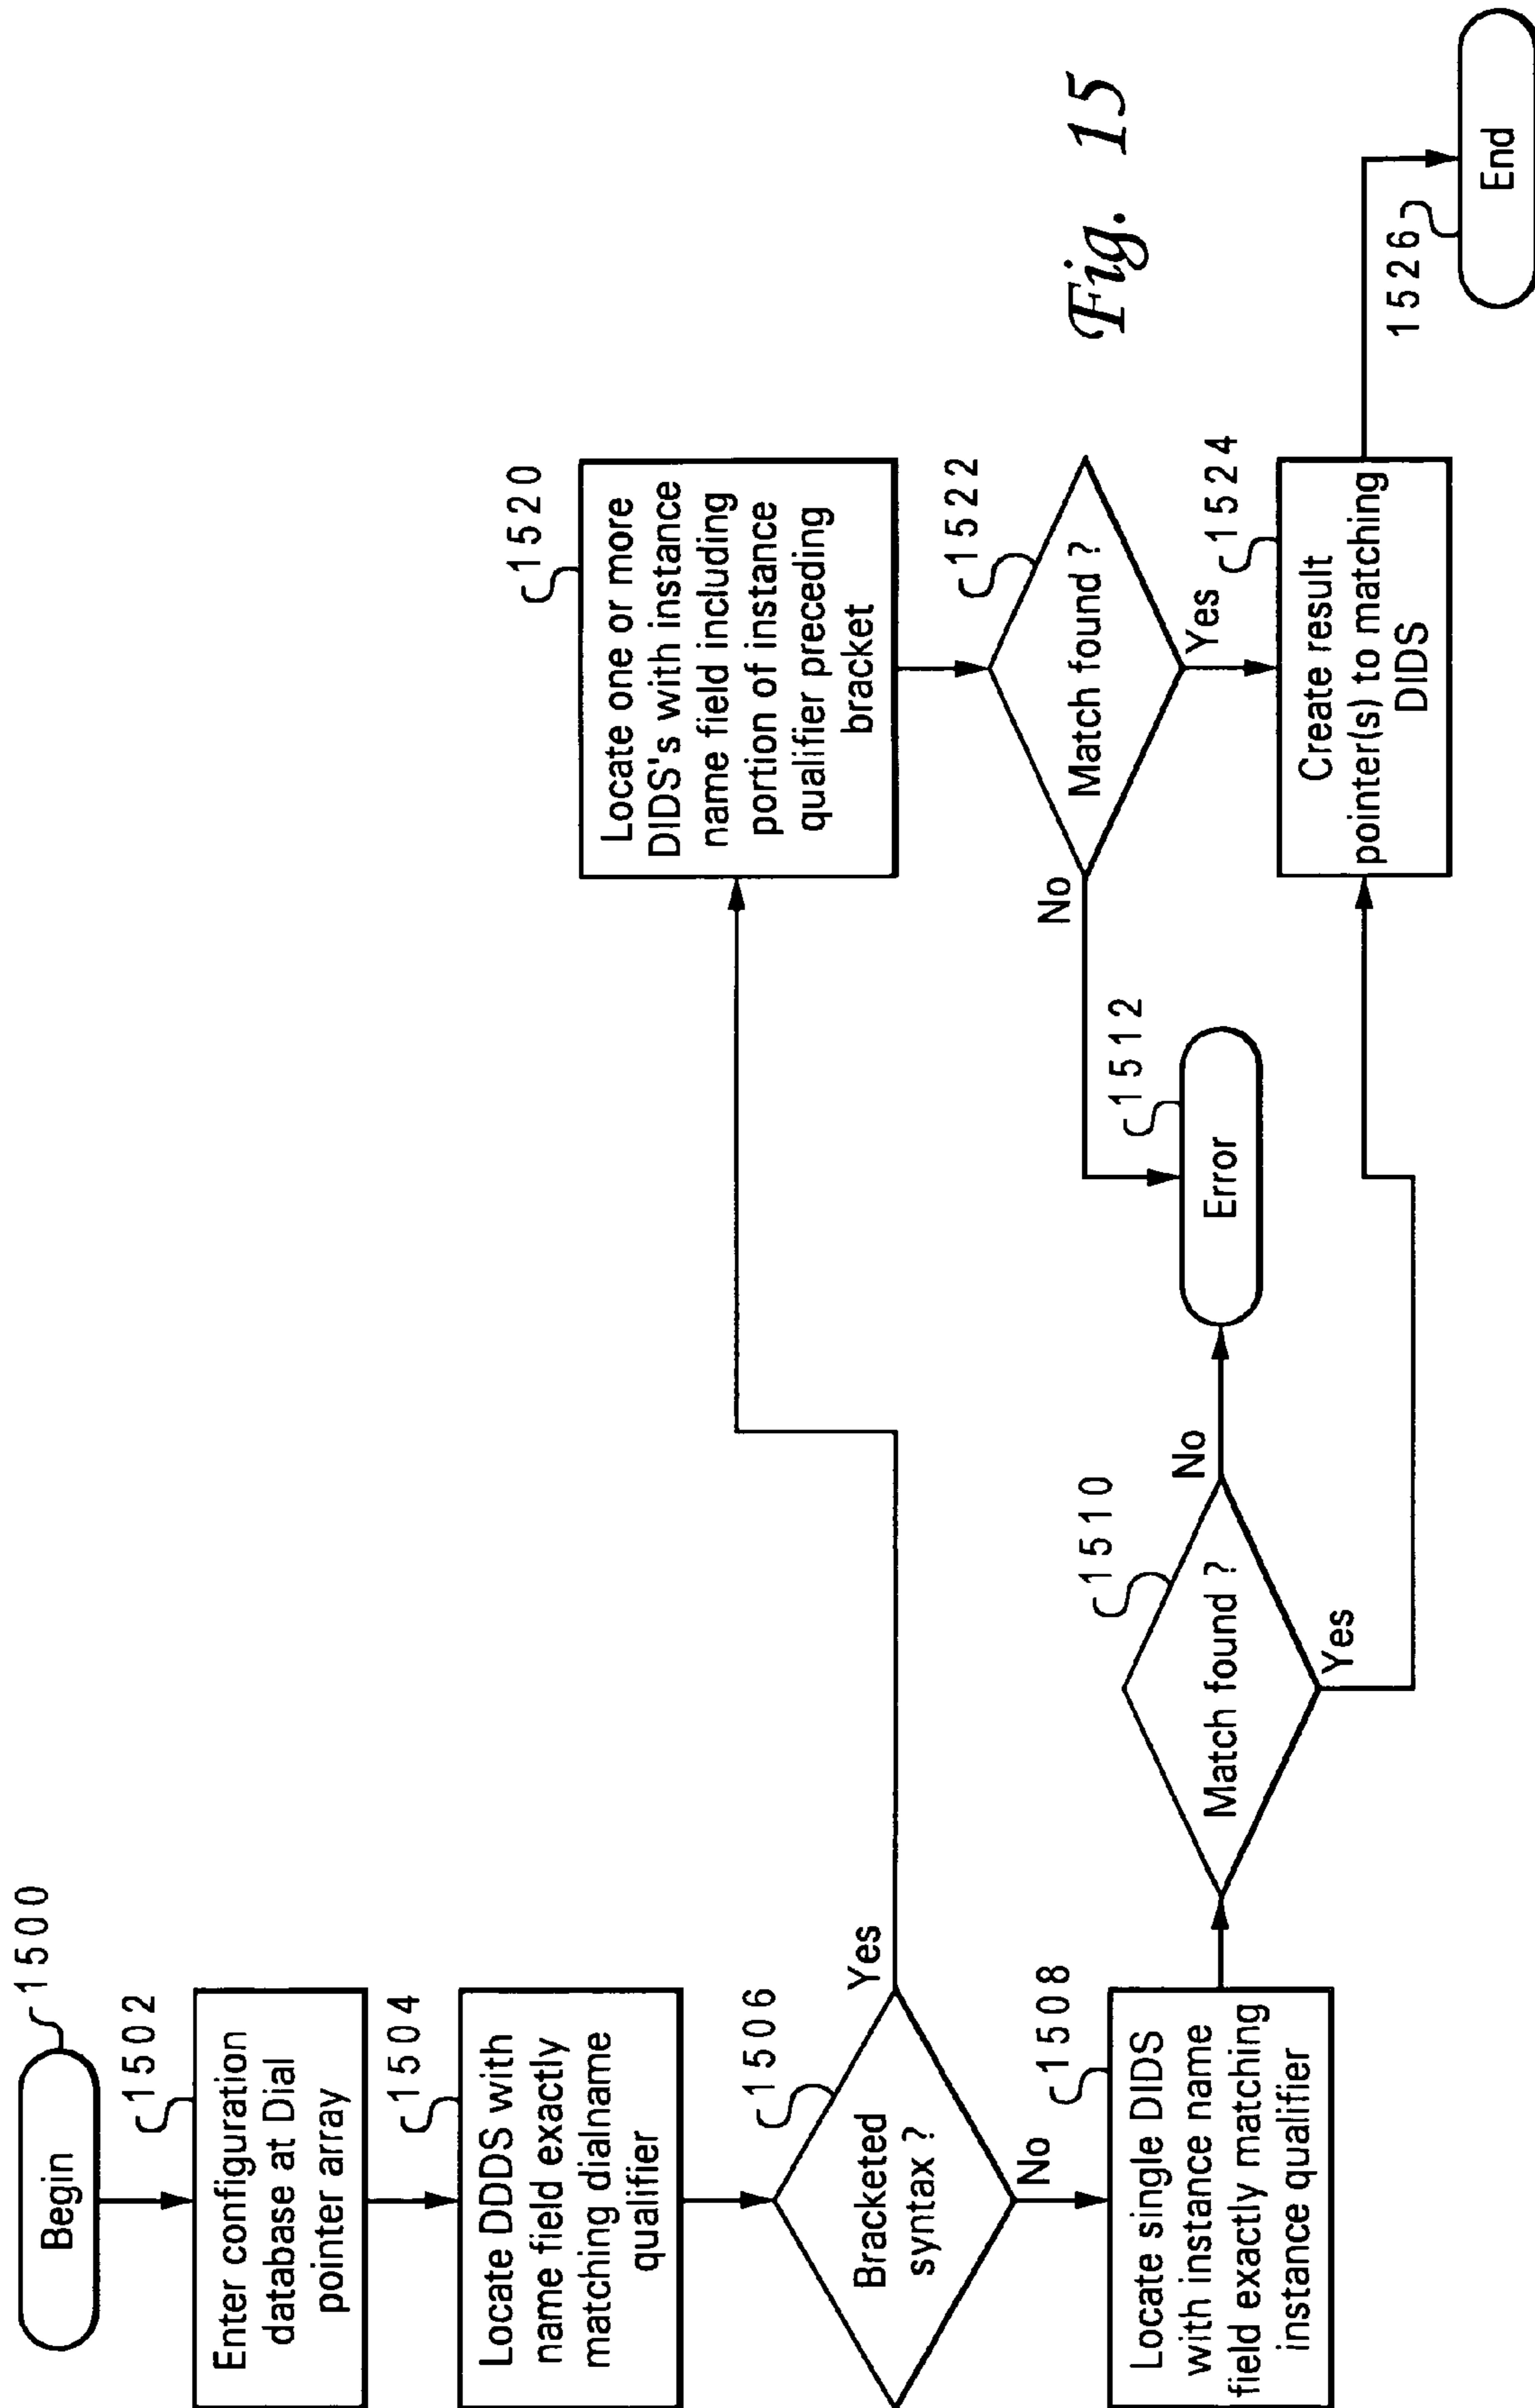 Begin
1500
1502
Enter configuration
database at Dial
pointer array
1504
Locate DDDS with
name field exactly
matching dialname
qualifier
1506
Bracketed
syntax ?
Yes
No
1508
Locate single DIDS
with instance name
field exactly matching
instance qualifier
1510
Match found ?
No
Yes
1512
Error
1520
Locate one or more
DIDS's with instance
name field including
portion of instance
qualifier preceding
bracket
1522
Match found ?
No
Yes
1524
Create result
pointer(s) to matching
DIDS
1526
End
Fig. 15